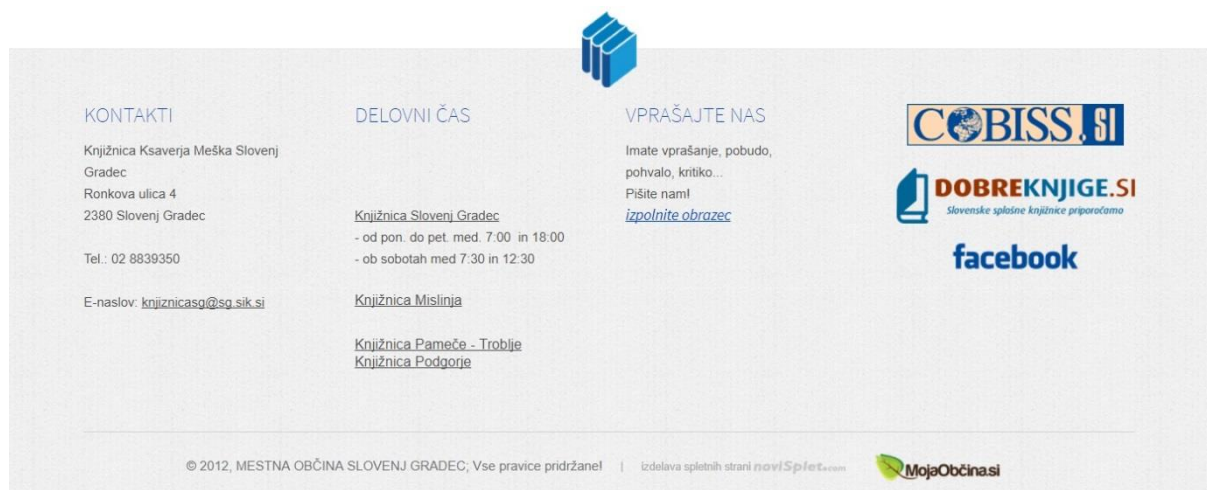 KONTAKTI
Knjižnica Ksaverja Meška Slovenj
Gradec
Ronkova ulica 4
2380 Slovenj Gradec
Tel.: 02 8839350
E-naslov: knjiznicasg@sg.sik.si
DELOVNI ČAS
Knjižnica Slovenj Gradec
- od pon. do pet. med. 7:00 in 18:00
- ob sobotah med 7:30 in 12:30
Knjižnica Mislinja
Knjižnica Pameče - Troblje
Knjižnica Podgorje
VPRAŠAJTE NAS
Imate vprašanje, pobudo,
pohvalo, kritiko...
Pišite nam!
izpolnite obrazec
COBISS.SI
DOBREKNJIGE.SI
Slovenske splošne knjižnice priporočamo
facebook
© 2012, MESTNA OBČINA SLOVENJ GRADEC; Vse pravice pridržane! | izdelava spletnih strani noviSplet.com
MojaObčina.si